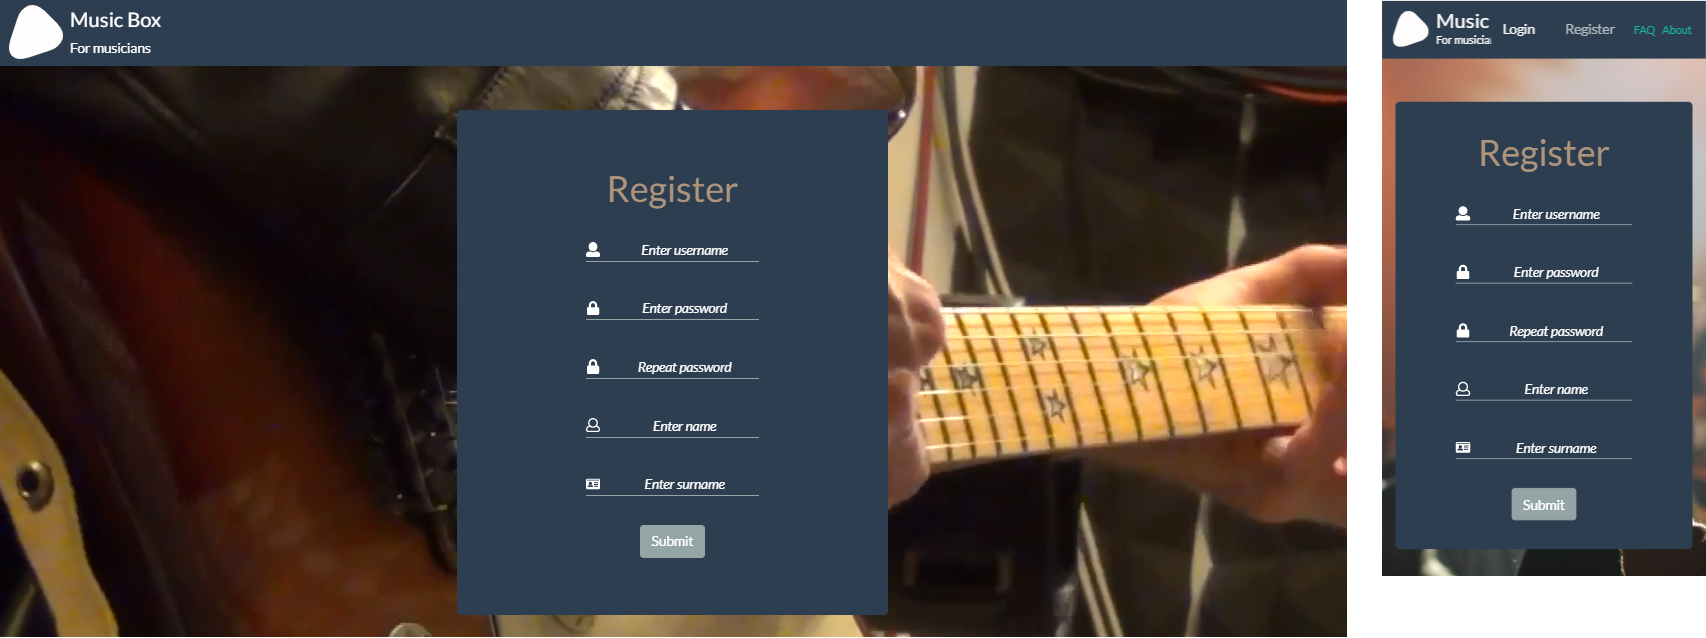 Music Box
For musicians
Register
Enter username
Enter password
Repeat password
Enter name
Enter surname
Submit
Music
For musicia
Login
Register
FAQ
About
Register
Enter username
Enter password
Repeat password
Enter name
Enter surname
Submit